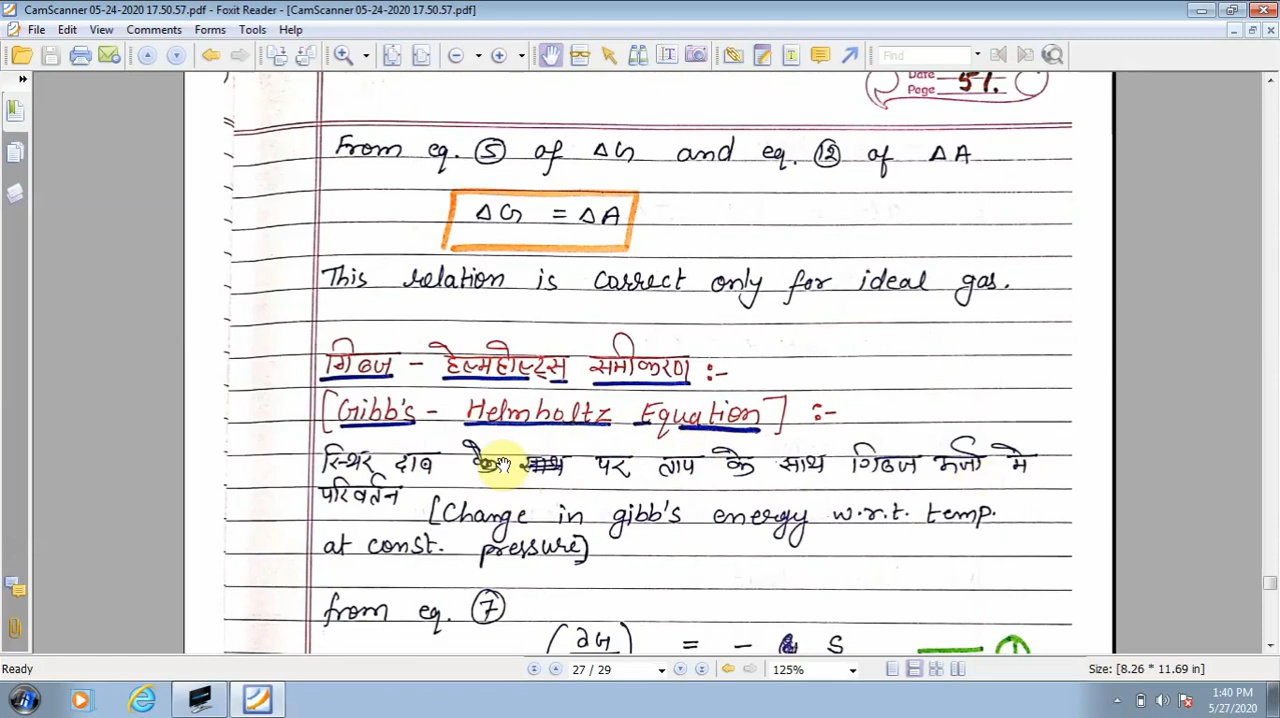 CamScanner 05-24-2020 17.50.57.pdf - Foxit Reader - [CamScanner 05-24-2020 17.50.57.pdf]
File Edit View Comments Forms Tools Help
Find
Date
Page 51.
From eq. ⑤ of ΔG and eq. ⑫ of ΔA
ΔG = ΔA
This relation is correct only for ideal gas.
गिब्ज - हेल्महोल्ट्स समीकरण :-
[Gibb's - Helmholtz Equation] :-
स्थिर दाब पर ताप के साथ गिब्ज ऊर्जा मे
परिवर्तन [Change in gibb's energy w.r.t. temp.
at const. pressure]
from eq. ⑦
(∂G = - S ①
Ready 27 / 29 125% Size: [8.26 * 11.69 in]
1:40 PM
5/27/2020